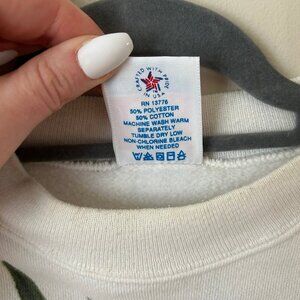 CRAFTED WITH PRIDE
IN USA
RN 13776
50% POLYESTER
50% COTTON
MACHINE WASH WARM
SEPARATELY
TUMBLE DRY LOW
NON-CHLORINE BLEACH
WHEN NEEDED